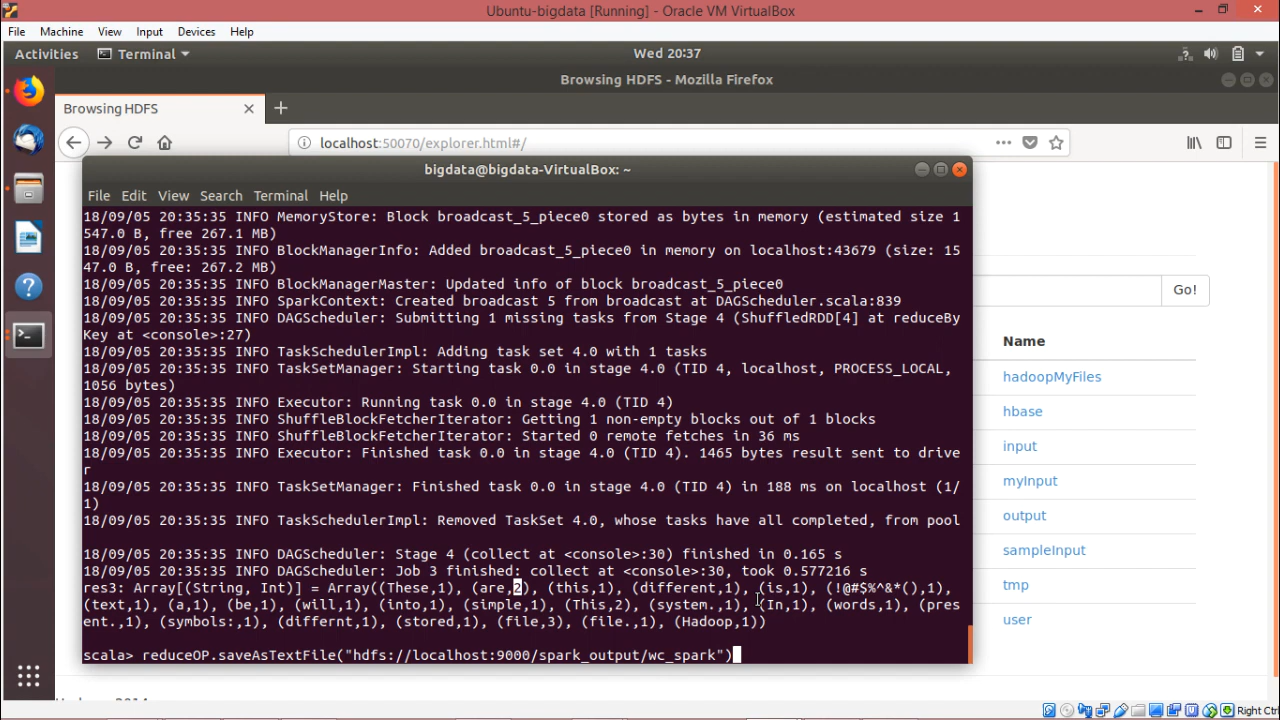 Ubuntu-bigdata [Running] - Oracle VM VirtualBox
File Machine View Input Devices Help
Activities Terminal Wed 20:37
Browsing HDFS - Mozilla Firefox
Browsing HDFS
localhost:50070/explorer.html#/
bigdata@bigdata-VirtualBox: ~
File Edit View Search Terminal Help
18/09/05 20:35:35 INFO MemoryStore: Block broadcast_5_piece0 stored as bytes in memory (estimated size 1
547.0 B, free 267.1 MB)
18/09/05 20:35:35 INFO BlockManagerInfo: Added broadcast_5_piece0 in memory on localhost:43679 (size: 15
47.0 B, free: 267.2 MB)
18/09/05 20:35:35 INFO BlockManagerMaster: Updated info of block broadcast_5_piece0
18/09/05 20:35:35 INFO SparkContext: Created broadcast 5 from broadcast at DAGScheduler.scala:839
18/09/05 20:35:35 INFO DAGScheduler: Submitting 1 missing tasks from Stage 4 (ShuffledRDD[4] at reduceBy
Key at <console>:27)
18/09/05 20:35:35 INFO TaskSchedulerImpl: Adding task set 4.0 with 1 tasks
18/09/05 20:35:35 INFO TaskSetManager: Starting task 0.0 in stage 4.0 (TID 4, localhost, PROCESS_LOCAL,
1056 bytes)
18/09/05 20:35:35 INFO Executor: Running task 0.0 in stage 4.0 (TID 4)
18/09/05 20:35:35 INFO ShuffleBlockFetcherIterator: Getting 1 non-empty blocks out of 1 blocks
18/09/05 20:35:35 INFO ShuffleBlockFetcherIterator: Started 0 remote fetches in 36 ms
18/09/05 20:35:35 INFO Executor: Finished task 0.0 in stage 4.0 (TID 4). 1465 bytes result sent to drive
r
18/09/05 20:35:35 INFO TaskSetManager: Finished task 0.0 in stage 4.0 (TID 4) in 188 ms on localhost (1/
1)
18/09/05 20:35:35 INFO TaskSchedulerImpl: Removed TaskSet 4.0, whose tasks have all completed, from pool
18/09/05 20:35:35 INFO DAGScheduler: Stage 4 (collect at <console>:30) finished in 0.165 s
18/09/05 20:35:35 INFO DAGScheduler: Job 3 finished: collect at <console>:30, took 0.577216 s
res3: Array[(String, Int)] = Array((These,1), (are,2), (this,1), (different,1), (is,1), (!@#$%^&*(),1),
(text,1), (a,1), (be,1), (will,1), (into,1), (simple,1), (This,2), (system.,1), (In,1), (words,1), (pres
ent.,1), (symbols:,1), (differnt,1), (stored,1), (file,3), (file.,1), (Hadoop,1))
scala> reduceOP.saveAsTextFile("hdfs://localhost:9000/spark_output/wc_spark")
Go!
Name
hadoopMyFiles
hbase
input
myInput
output
sampleInput
tmp
user
Right Ctrl